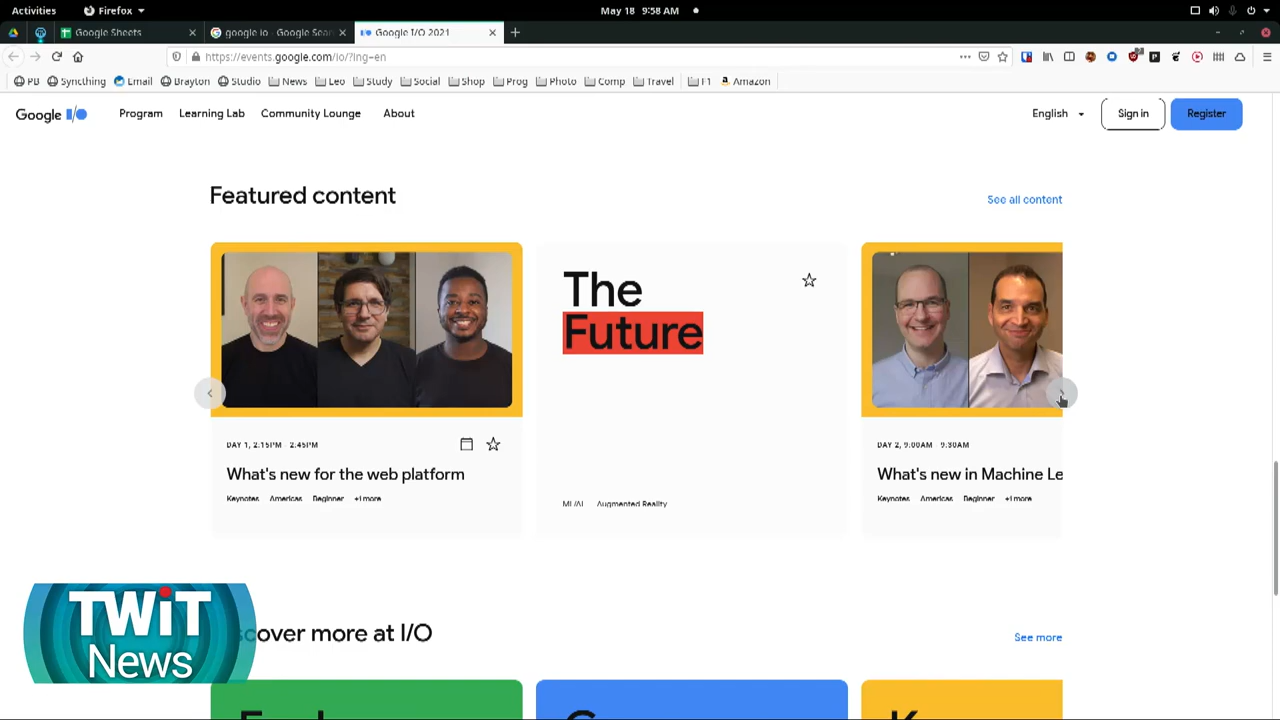 Activities
Firefox
May 18 9:58 AM
Google Sheets
google io - Google Sear
Google I/O 2021
https://events.google.com/io/?lng=en
PB
Syncthing
Email
Brayton
Studio
News
Leo
Study
Social
Shop
Prog
Photo
Comp
Travel
F1
Amazon
Google I/O
Program
Learning Lab
Community Lounge
About
English
Sign in
Register
Featured content
See all content
The
Future
DAY 1, 2:15PM 2:45PM
What's new for the web platform
Keynotes Americas Beginner +1 more
ML/AI Augmented Reality
DAY 2, 9:00AM 9:30AM
What's new in Machine Le
Keynotes Americas Beginner +1 more
TWiT
News
scover more at I/O
See more